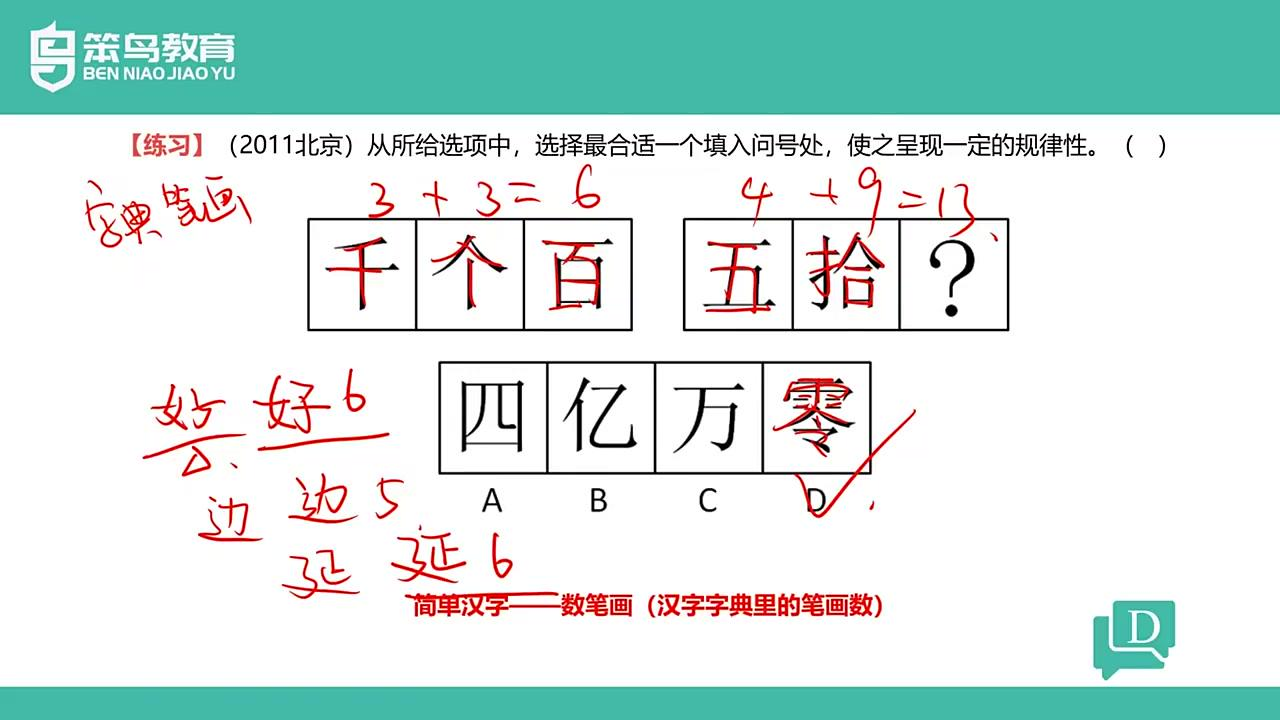 笨鸟教育
BEN NIAO JIAO YU
【练习】（2011北京）从所给选项中，选择最合适一个填入问号处，使之呈现一定的规律性。（ ）
字典笔画
3 + 3 = 6
4 + 9 = 13
千 个 百
五 拾 ？
四 亿 万 零
A B C D
好 好 6
边 边 5
延 延 6
简单汉字——数笔画（汉字字典里的笔画数）
D